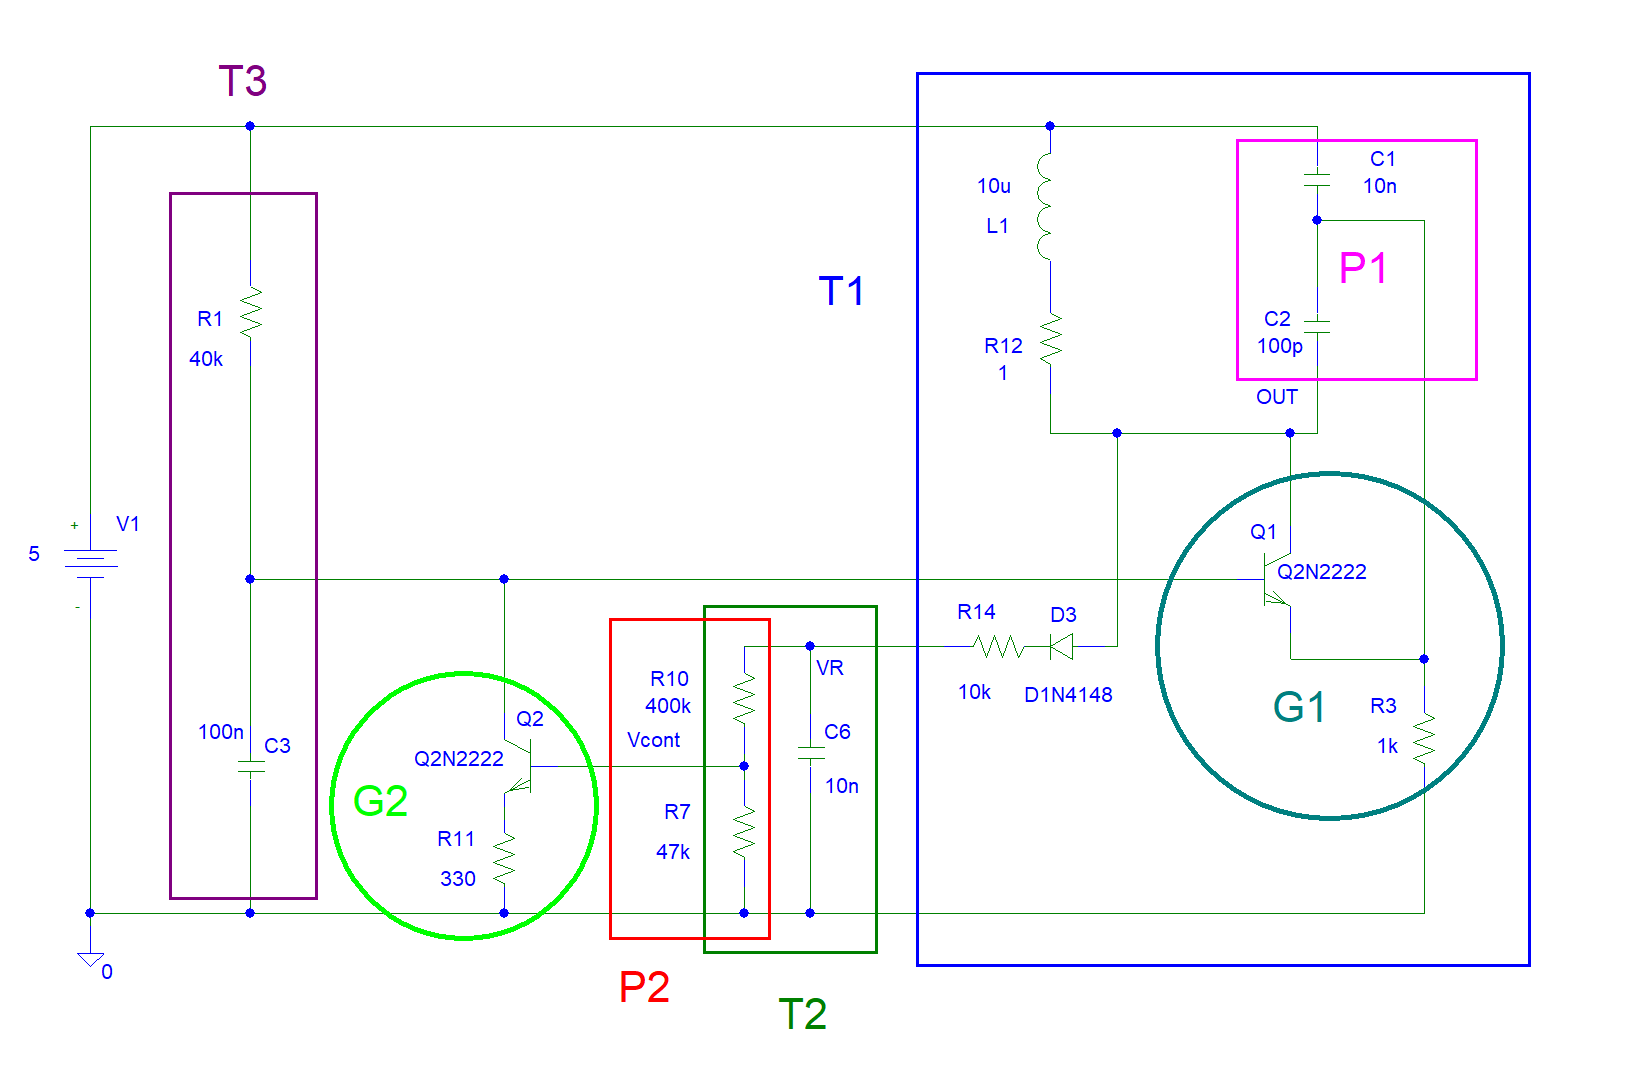 T3
C1
10n
10u
L1
P1
T1
C2
100p
R1
40k
R12
1
OUT
+
V1
5
-
Q1
Q2N2222
R14
D3
VR
R10
400k
10k
D1N4148
G1
R3
1k
100n
C3
Q2
Q2N2222
Vcont
C6
10n
G2
R7
47k
R11
330
0
P2
T2